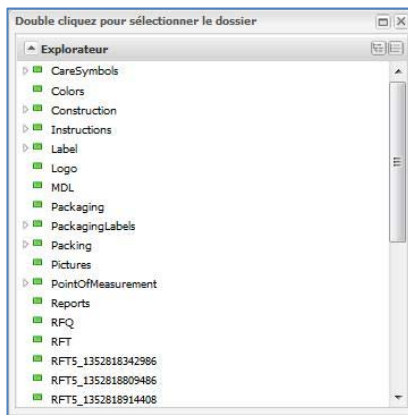 Double cliquez pour sélectionner le dossier
Explorateur
CareSymbols
Colors
Construction
Instructions
Label
Logo
MDL
Packaging
PackagingLabels
Packing
Pictures
PointOfMeasurement
Reports
RFQ
RFT
RFT5_1352818342986
RFT5_1352818809486
RFT5_1352818914408